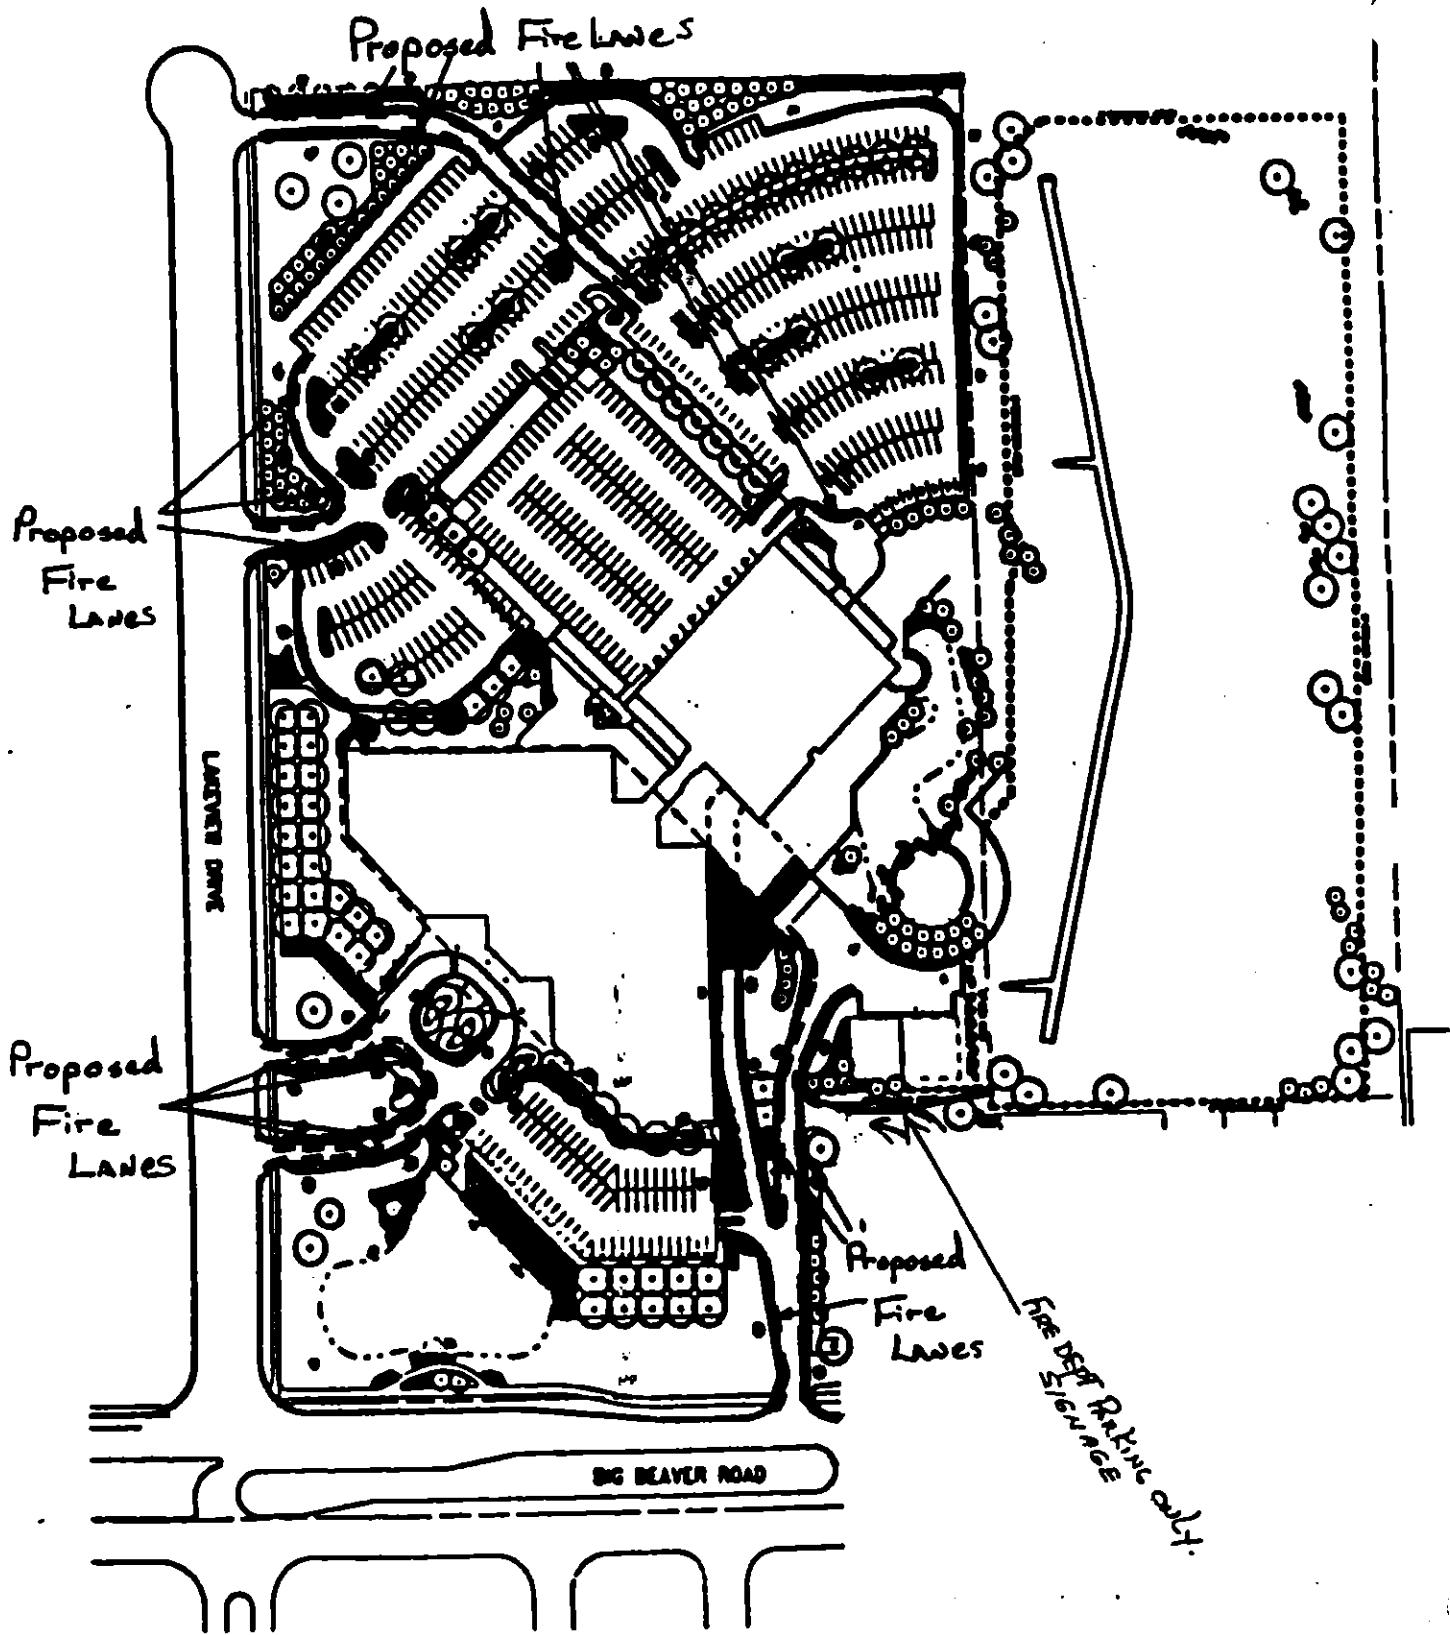 Proposed Fire Lanes
Proposed
Fire
Lanes
LAKEVIEW DRIVE
Proposed
Fire
Lanes
Proposed
Fire
Lanes
FIRE DEPT PARKING ONLY.
SIGNAGE
BIG BEAVER ROAD